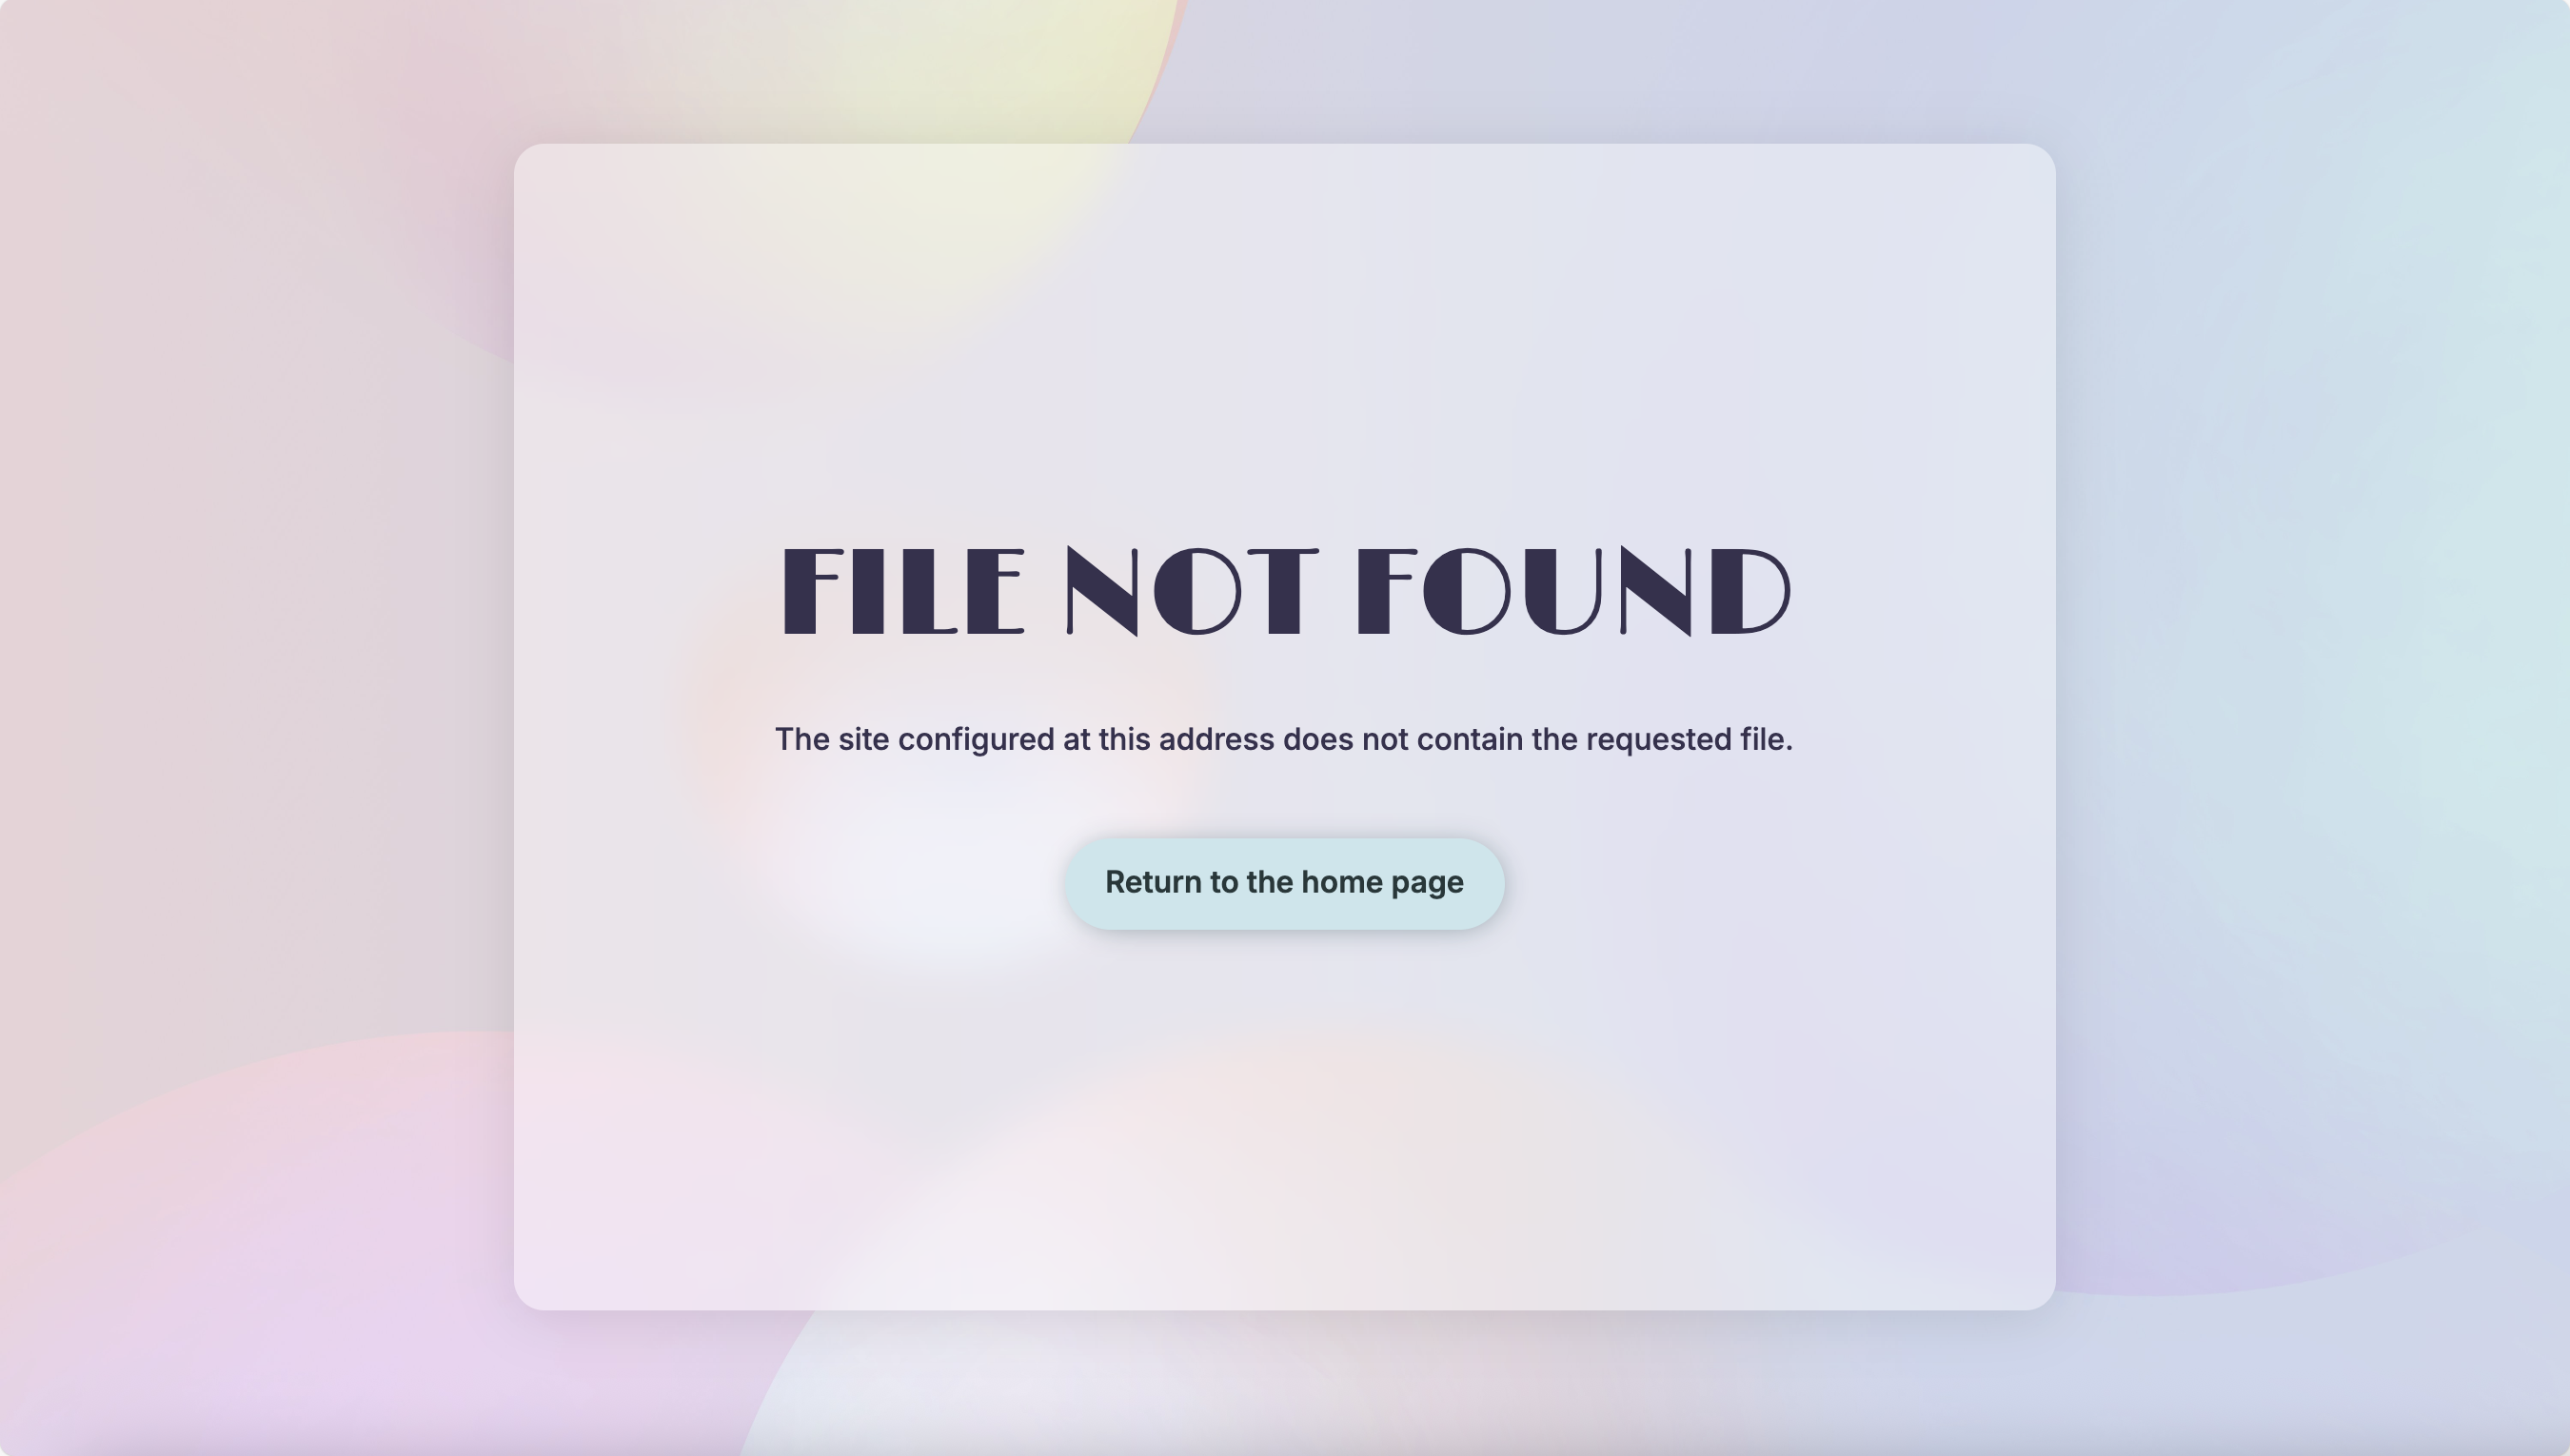 FILE NOT FOUND
The site configured at this address does not contain the requested file.
Return to the home page